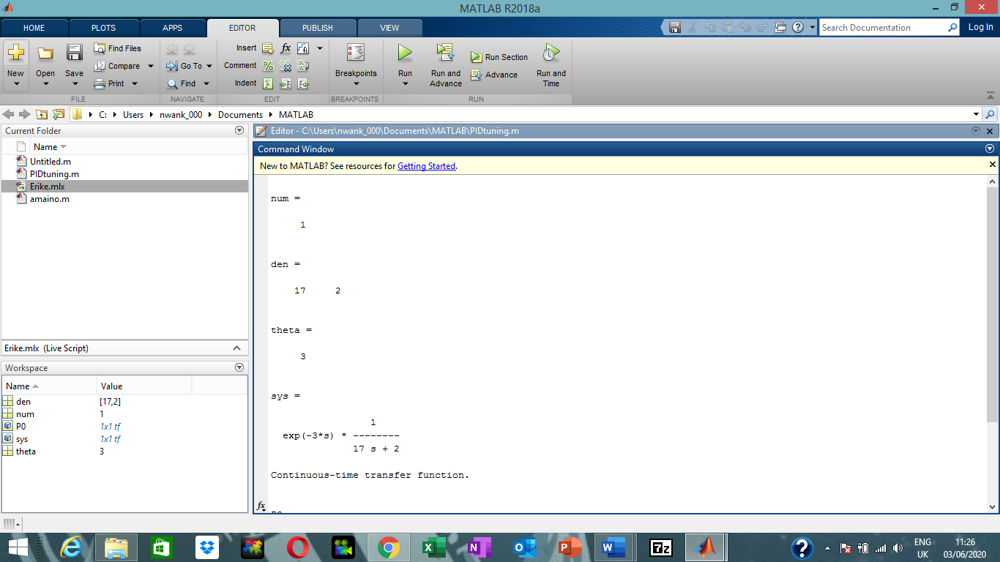 MATLAB R2018a
HOME PLOTS APPS EDITOR PUBLISH VIEW
Search Documentation Log In
New Open Save Find Files Compare Print
FILE
Go To Find
NAVIGATE
Insert fx
Comment
Indent
EDIT
Breakpoints
BREAKPOINTS
Run Run and Advance Run Section Advance Run and Time
RUN
C: Users nwank_000 Documents MATLAB
Current Folder
Name
Untitled.m
PIDtuning.m
Erike.mlx
amaino.m
Erike.mlx (Live Script)
Workspace
Name Value
den [17,2]
num 1
P0 1x1 tf
sys 1x1 tf
theta 3
Editor - C:\Users\nwank_000\Documents\MATLAB\PIDtuning.m
Command Window
New to MATLAB? See resources for Getting Started.
num =
1
den =
17 2
theta =
3
sys =
1
exp(-3*s) * --------
17 s + 2
Continuous-time transfer function.
fx
ENG 11:26
UK 03/06/2020